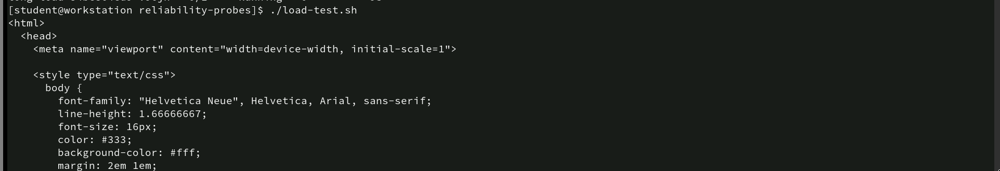 [student@workstation reliability-probes]$ ./load-test.sh
<html>
  <head>
    <meta name="viewport" content="width=device-width, initial-scale=1">

    <style type="text/css">
      body {
        font-family: "Helvetica Neue", Helvetica, Arial, sans-serif;
        line-height: 1.66666667;
        font-size: 16px;
        color: #333;
        background-color: #fff;
        margin: 2em 1em;